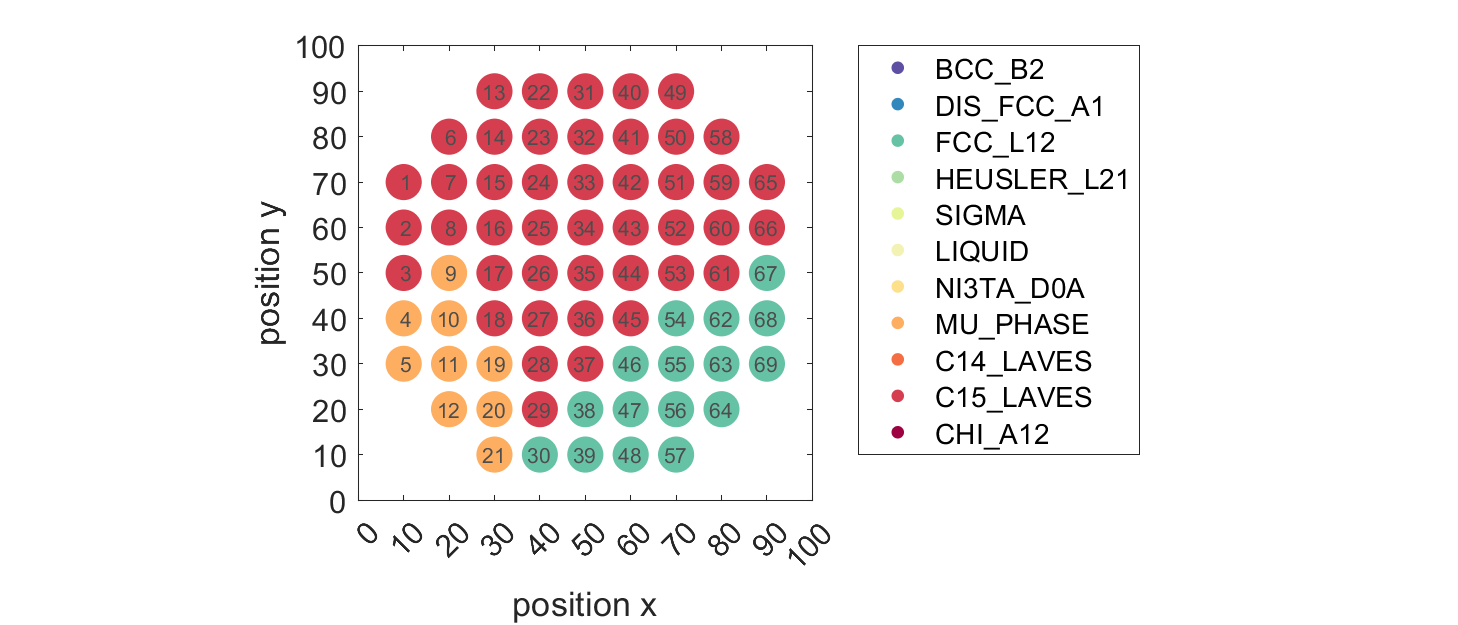 100
90
80
70
60
50
40
30
20
10
0
position y
13 22 31 40 49
6 14 23 32 41 50 58
1 7 15 24 33 42 51 59 65
2 8 16 25 34 43 52 60 66
3 9 17 26 35 44 53 61 67
4 10 18 27 36 45 54 62 68
5 11 19 28 37 46 55 63 69
12 20 29 38 47 56 64
21 30 39 48 57
0 10 20 30 40 50 60 70 80 90 100
position x
BCC_B2
DIS_FCC_A1
FCC_L12
HEUSLER_L21
SIGMA
LIQUID
NI3TA_D0A
MU_PHASE
C14_LAVES
C15_LAVES
CHI_A12